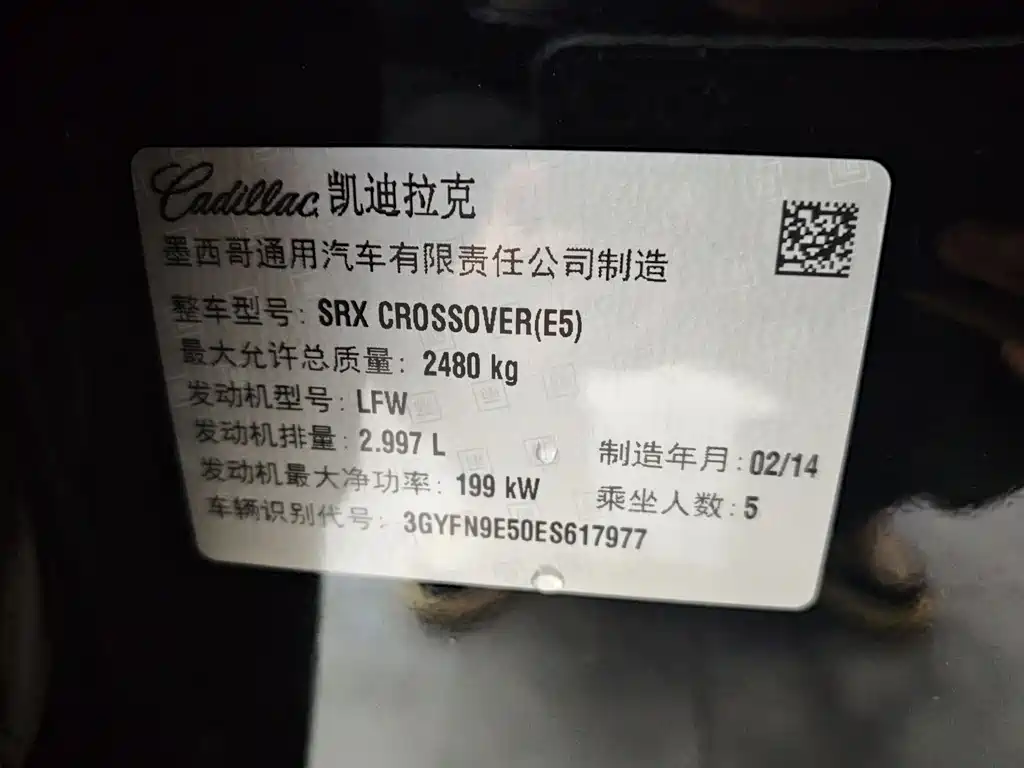 Cadillac 凯迪拉克
墨西哥通用汽车有限责任公司制造
整车型号: SRX CROSSOVER(E5)
最大允许总质量: 2480 kg
发动机型号: LFW
发动机排量: 2.997 L
制造年月: 02/14
发动机最大净功率: 199 kW
乘坐人数: 5
车辆识别代号: 3GYFN9E50ES617977